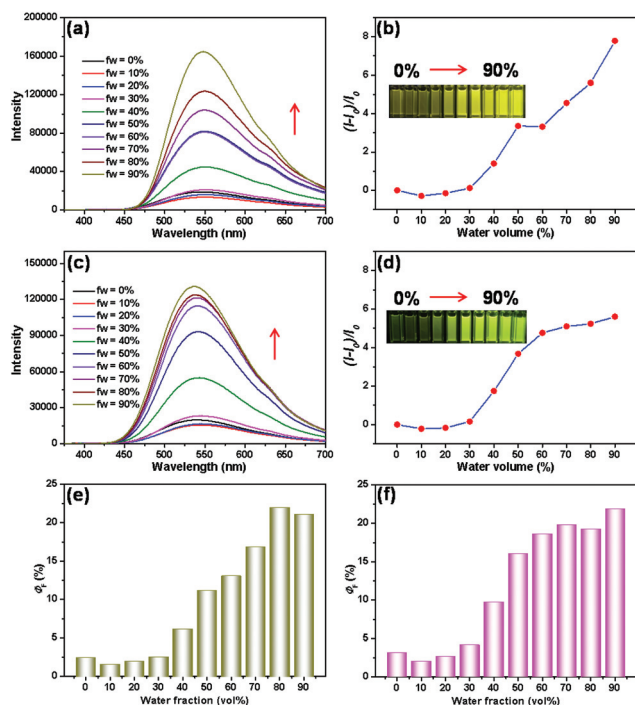 (a)
200000
160000
120000
80000
40000
0
Intensity
fw = 0%
fw = 10%
fw = 20%
fw = 30%
fw = 40%
fw = 50%
fw = 60%
fw = 70%
fw = 80%
fw = 90%
400 450 500 550 600 650 700
Wavelength (nm)
(b)
8
6
4
2
0
-2
(I-I0)/I0
0% 90%
0 10 20 30 40 50 60 70 80 90
Water volume (%)
(c)
150000
120000
90000
60000
30000
0
Intensity
fw = 0%
fw = 10%
fw = 20%
fw = 30%
fw = 40%
fw = 50%
fw = 60%
fw = 70%
fw = 80%
fw = 90%
400 450 500 550 600 650 700
Wavelength (nm)
(d)
8
6
4
2
0
-2
(I-I0)/I0
0% 90%
0 10 20 30 40 50 60 70 80 90
Water volume (%)
(e)
25
20
15
10
5
0
ΦF (%)
0 10 20 30 40 50 60 70 80 90
Water fraction (vol%)
(f)
25
20
15
10
5
0
ΦF (%)
0 10 20 30 40 50 60 70 80 90
Water fraction (vol%)